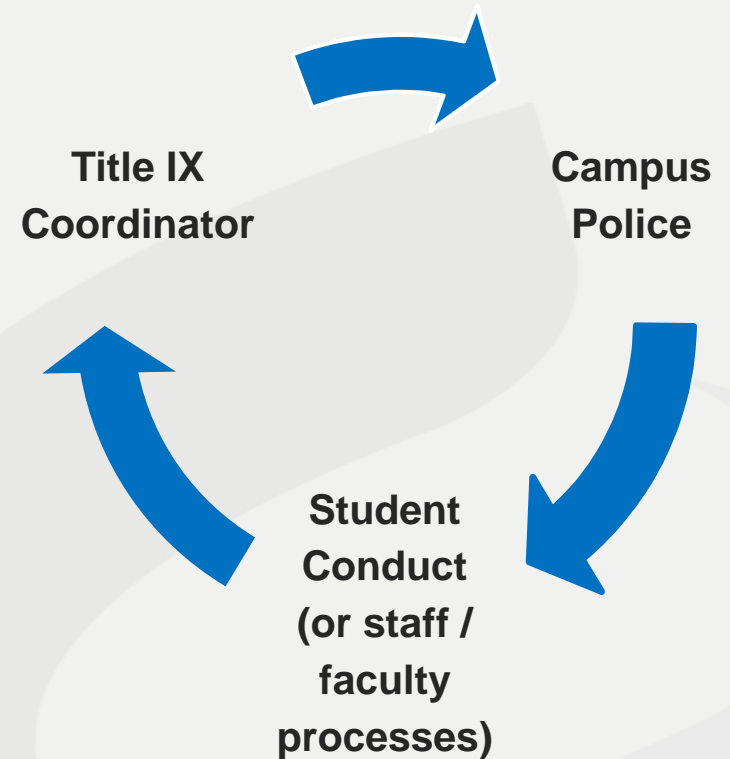 Title IX
Coordinator
Campus
Police
Student
Conduct
(or staff /
faculty
processes)